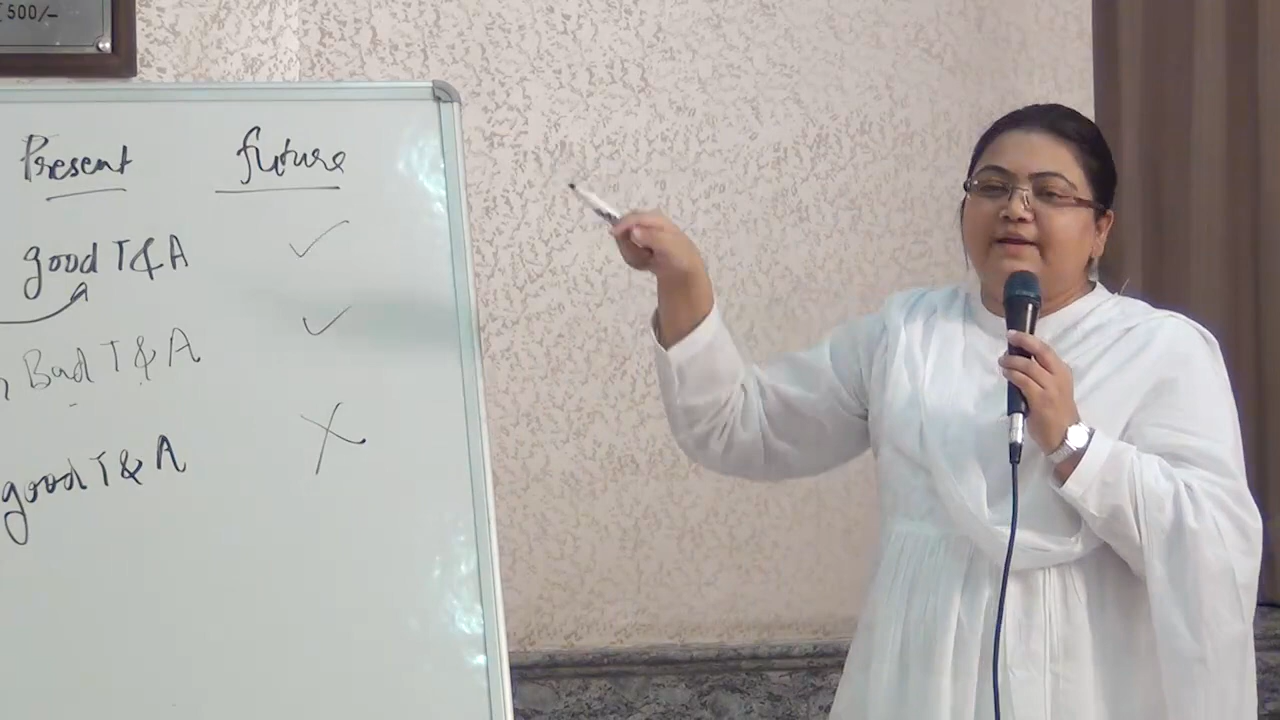 500/-
Present future
good T&A ✓
Bad T&A ✓
good T&A X